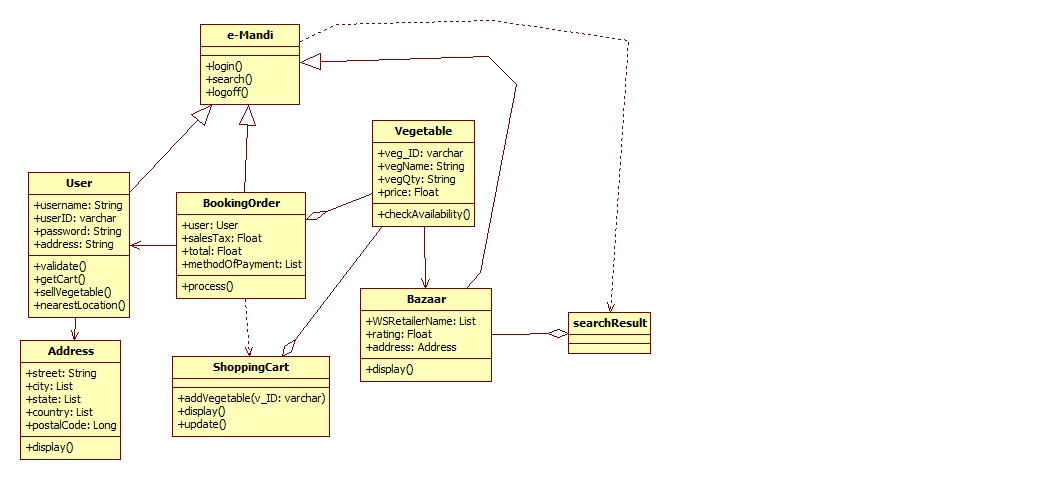 e-Mandi
+login()
+search()
+logoff()
Vegetable
+veg_ID: varchar
+vegName: String
+vegQty: String
+price: Float
+checkAvailability()
User
+username: String
+userID: varchar
+password: String
+address: String
+validate()
+getCart()
+sellVegetable()
+nearestLocation()
BookingOrder
+user: User
+salesTax: Float
+total: Float
+methodOfPayment: List
+process()
Bazaar
+WSRetailerName: List
+rating: Float
+address: Address
+display()
searchResult
Address
+street: String
+city: List
+state: List
+country: List
+postalCode: Long
+display()
ShoppingCart
+addVegetable(v_ID: varchar)
+display()
+update()